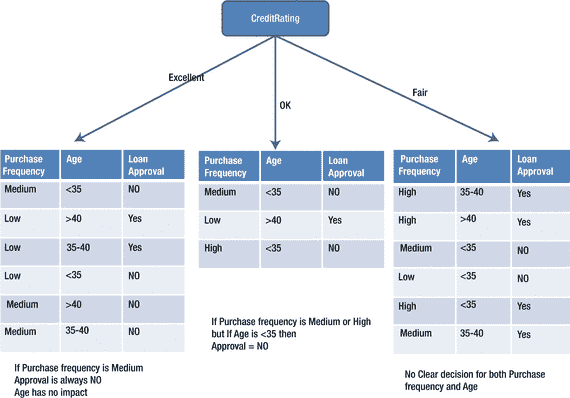 CreditRating
Excellent
OK
Fair
Purchase Frequency Age Loan Approval
Medium <35 NO
Low >40 Yes
Low 35-40 Yes
Low <35 NO
Medium >40 NO
Medium 35-40 NO
If Purchase frequency is Medium
Approval is always NO
Age has no impact
Purchase Frequency Age Loan Approval
Medium <35 NO
Low >40 Yes
High <35 NO
If Purchase frequency is Medium or High
but If Age is <35 then
Approval = NO
Purchase Frequency Age Loan Approval
High 35-40 Yes
High >40 Yes
Medium <35 NO
Low <35 NO
High <35 Yes
Medium 35-40 Yes
No Clear decision for both Purchase
frequency and Age